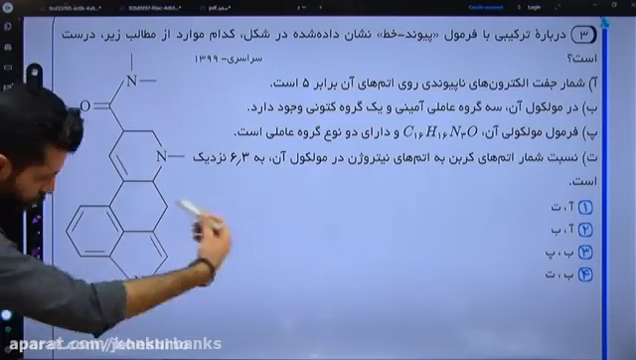 Login
۳ دربارهٔ ترکیبی با فرمول «پیوند-خط» نشان داده‌شده در شکل، کدام موارد از مطالب زیر، درست
است؟
سراسری-۱۳۹۹
آ) شمار جفت الکترون‌های ناپیوندی روی اتم‌های آن برابر ۵ است.
ب) در مولکول آن، سه گروه عاملی آمینی و یک گروه کتونی وجود دارد.
پ) فرمول مولکولی آن، C₁₆H₁₶N₃O و دارای دو نوع گروه عاملی است.
ت) نسبت شمار اتم‌های کربن به اتم‌های نیتروژن در مولکول آن، به ۶٫۳ نزدیک
است.
۱ آ، ت
۲ آ، ب
۳ ب، پ
۴ ب، ت
N
O
N
aparat.com/
konkurbanks